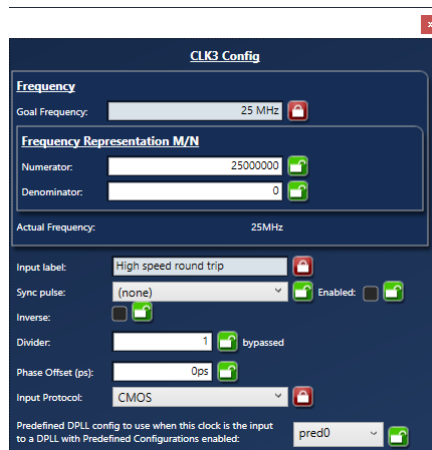 CLK3 Config
Frequency
Goal Frequency: 25 MHz
Frequency Representation M/N
Numerator: 25000000
Denominator: 0
Actual Frequency: 25MHz
Input label: High speed round trip
Sync pulse: (none) Enabled:
Inverse:
Divider: 1 bypassed
Phase Offset (ps): 0ps
Input Protocol: CMOS
Predefined DPLL config to use when this clock is the input
to a DPLL with Predefined Configurations enabled: pred0